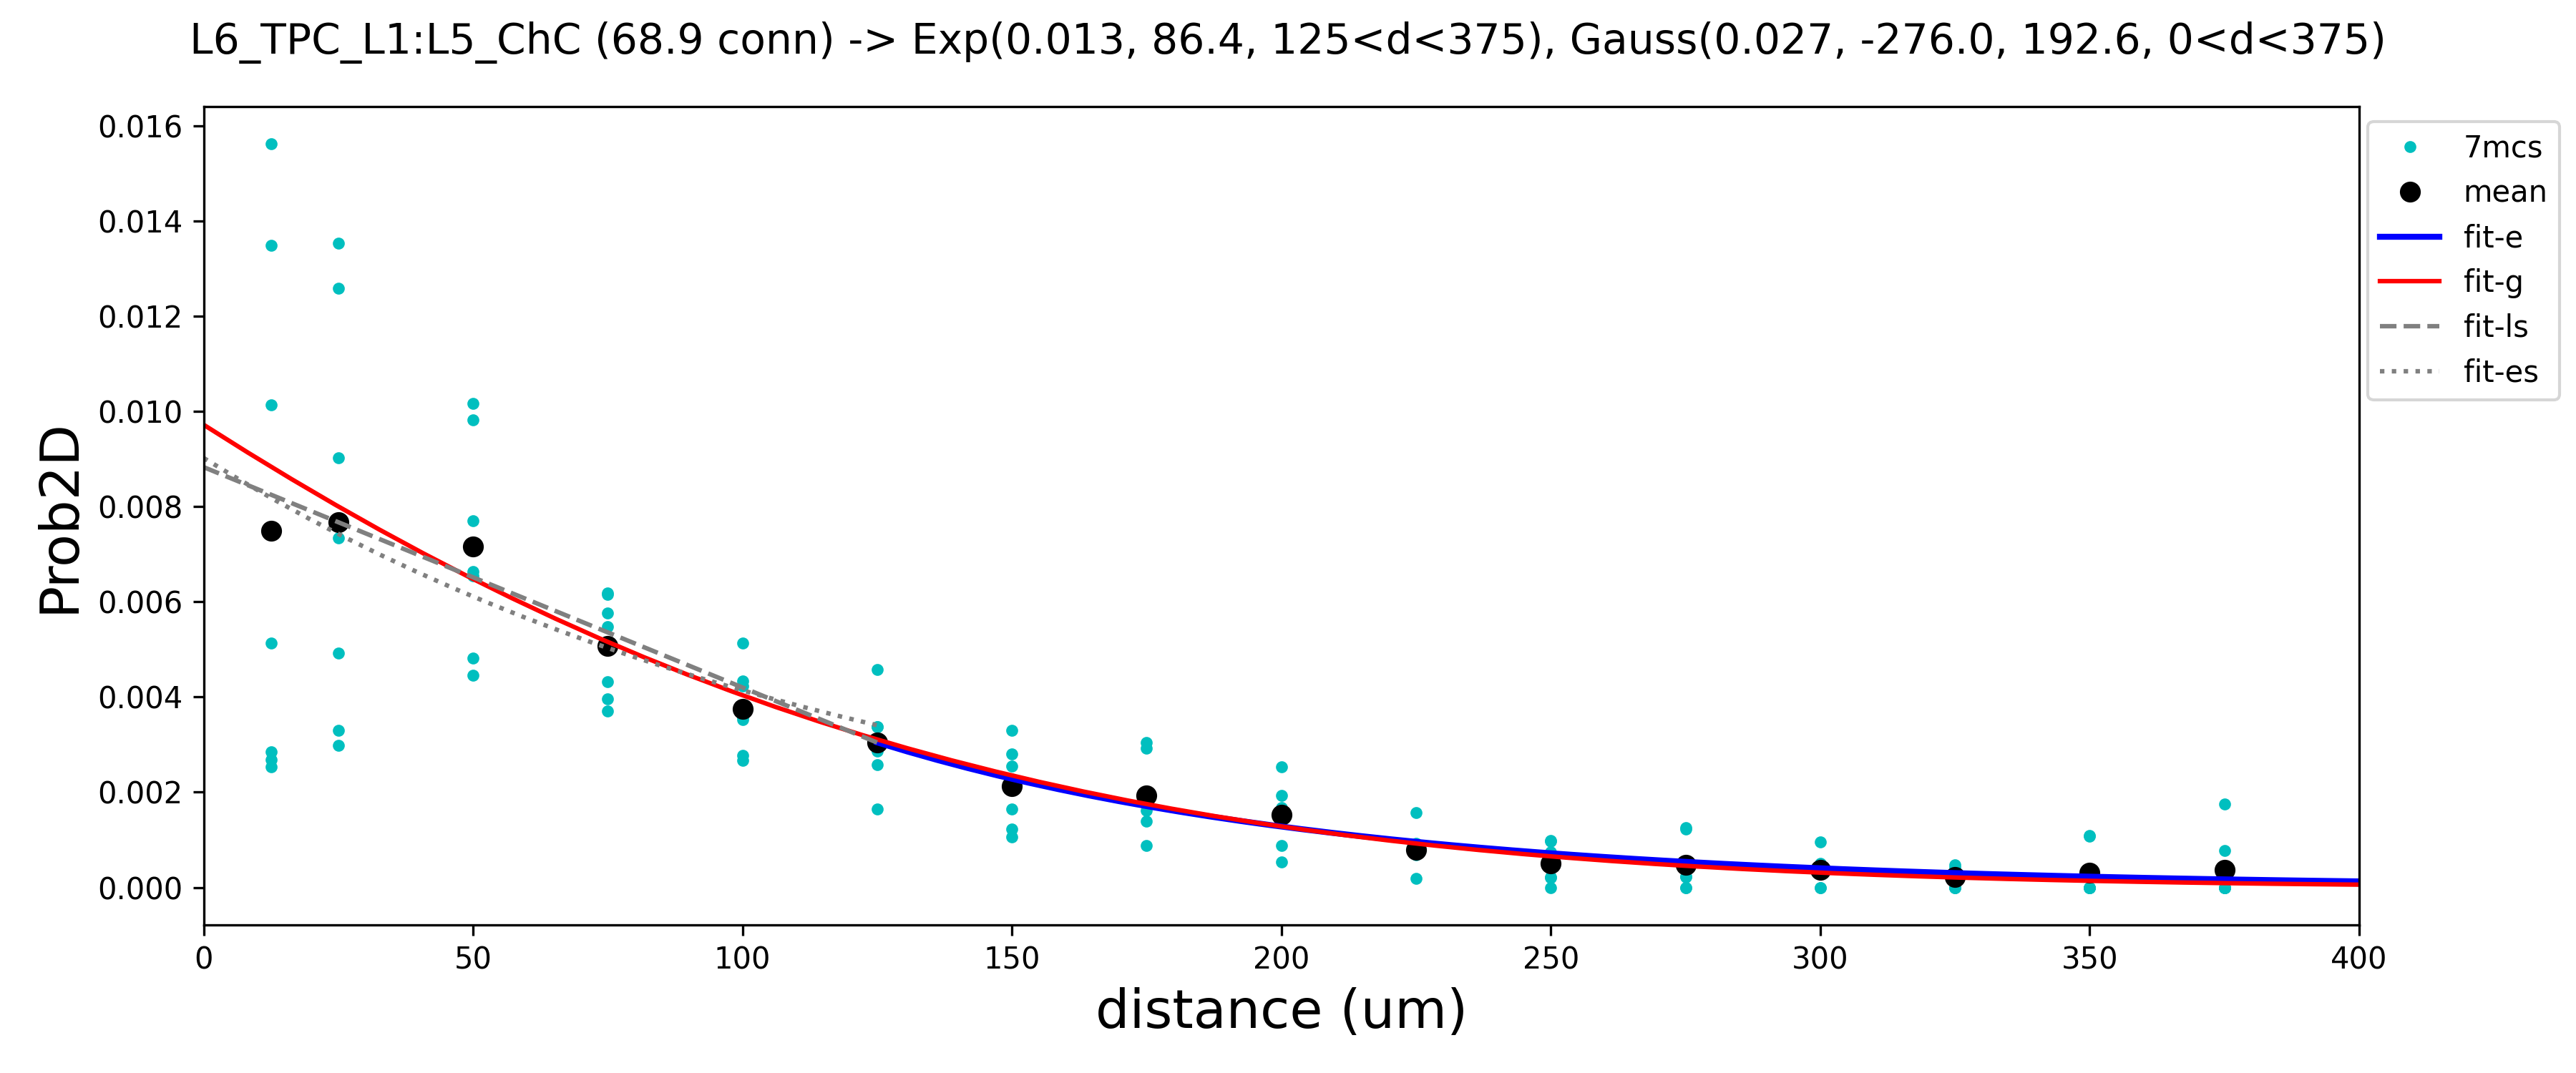 L6_TPC_L1:L5_ChC (68.9 conn) -> Exp(0.013, 86.4, 125<d<375), Gauss(0.027, -276.0, 192.6, 0<d<375)
0.016
0.014
0.012
0.010
0.008
0.006
0.004
0.002
0.000
Prob2D
0 50 100 150 200 250 300 350 400
distance (um)
7mcs
mean
fit-e
fit-g
fit-ls
fit-es